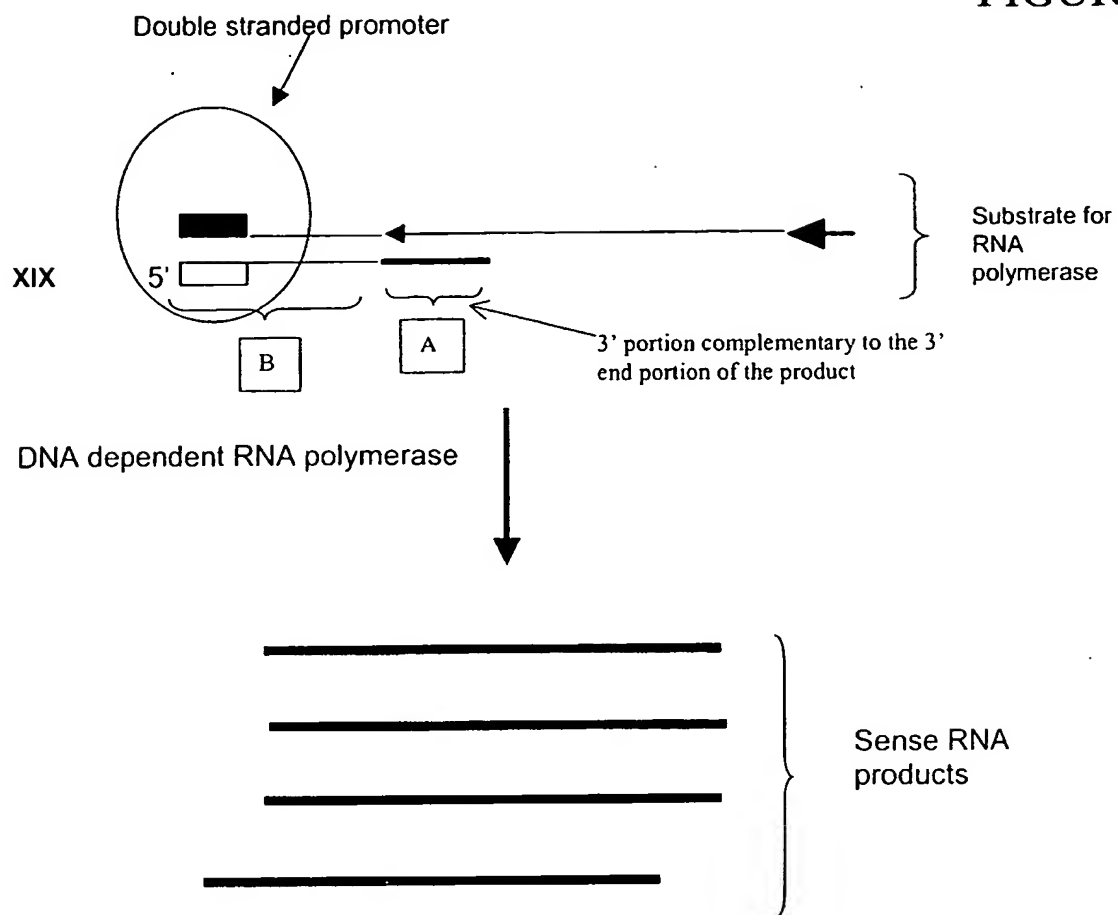 Double stranded promoter
Substrate for
RNA
polymerase
XIX
5'
B
A
3' portion complementary to the 3'
end portion of the product
DNA dependent RNA polymerase
Sense RNA
products